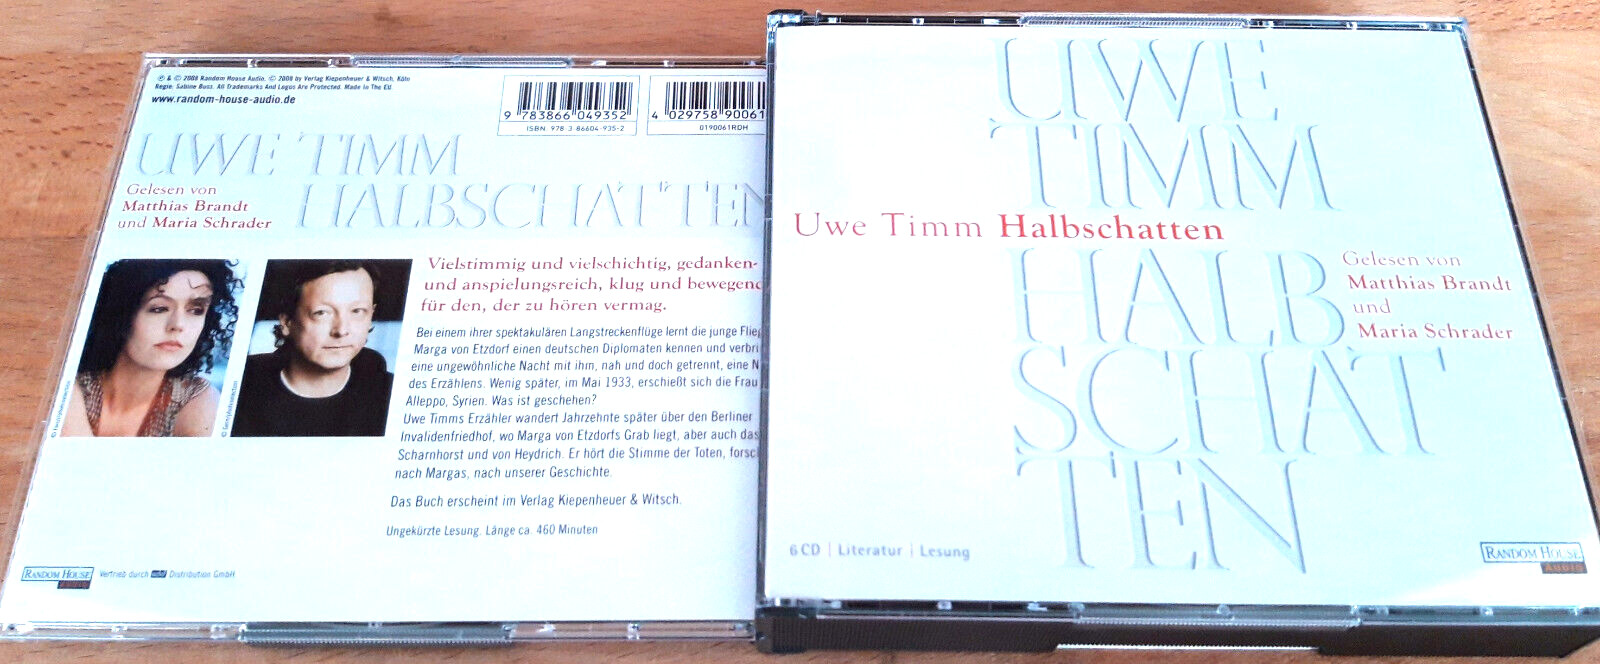 ℗ & © 2008 Random House Audio. © 2008 by Verlag Kiepenheuer & Witsch, Köln
Regie: Sabine Buss. All Trademarks And Logos Are Protected. Made In The EU.
www.random-house-audio.de
9 783866 049352
ISBN 978 3 86604-935-2
4 029758 90061
0190061RDH
UWE TIMM
HALBSCHATTEN
Gelesen von
Matthias Brandt
und Maria Schrader
Vielstimmig und vielschichtig, gedanken-
und anspielungsreich, klug und bewegend
für den, der zu hören vermag.
Bei einem ihrer spektakulären Langstreckenflüge lernt die junge Flie
Marga von Etzdorf einen deutschen Diplomaten kennen und verbri
eine ungewöhnliche Nacht mit ihm, nah und doch getrennt, eine N
des Erzählens. Wenig später, im Mai 1933, erschießt sich die Frau
Alleppo, Syrien. Was ist geschehen?
Uwe Timms Erzähler wandert Jahrzehnte später über den Berliner
Invalidenfriedhof, wo Marga von Etzdorfs Grab liegt, aber auch das
Scharnhorst und von Heydrich. Er hört die Stimme der Toten, forsc
nach Margas, nach unserer Geschichte.
Das Buch erscheint im Verlag Kiepenheuer & Witsch.
Ungekürzte Lesung. Länge ca. 460 Minuten
RANDOM HOUSE
Audio
Vertrieb durch Distribution GmbH
UWE
TIMM
Uwe Timm Halbschatten
HALB
SCHAT
TEN
Gelesen von
Matthias Brandt
und
Maria Schrader
6 CD | Literatur | Lesung
RANDOM HOUSE
Audio